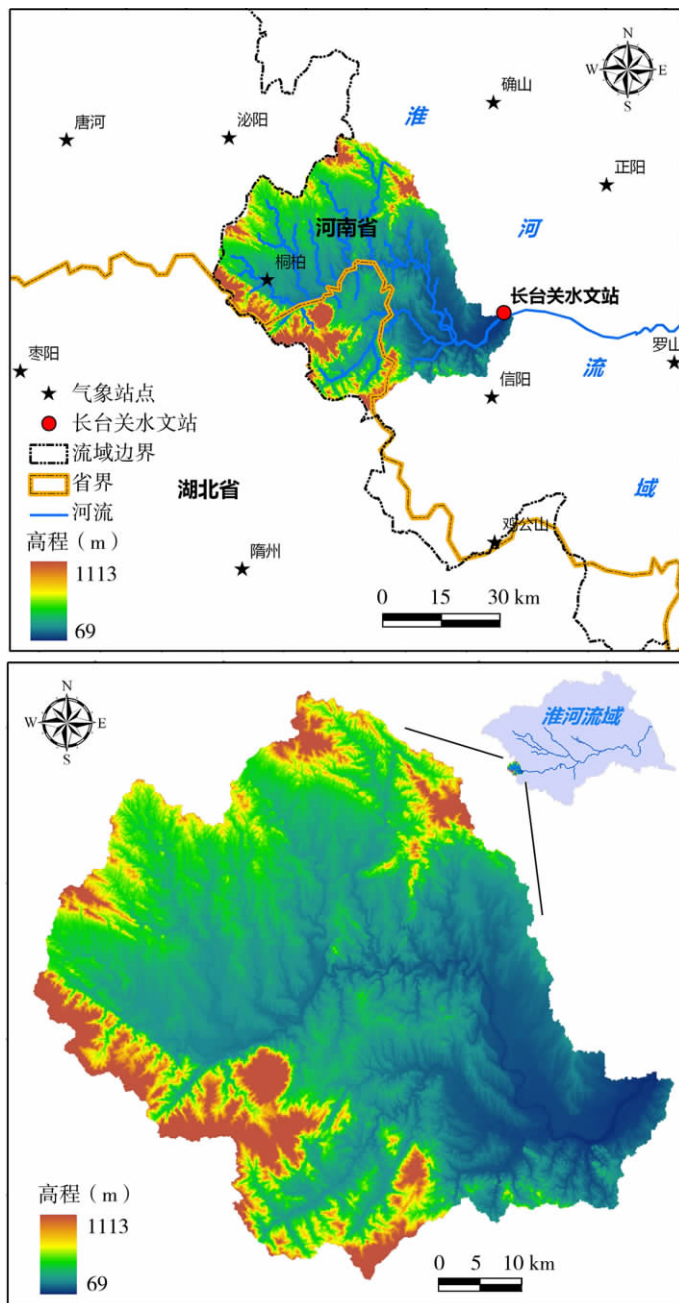 N
W E
S
确山
淮
唐河
泌阳
正阳
河南省
河
桐柏
长台关水文站
罗山
枣阳
流
信阳
气象站点
长台关水文站
流域边界
省界
湖北省
域
河流
鸡公山
高程（m）
1113
69
隋州
0 15 30 km
N
W E
S
淮河流域
高程（m）
1113
69
0 5 10 km